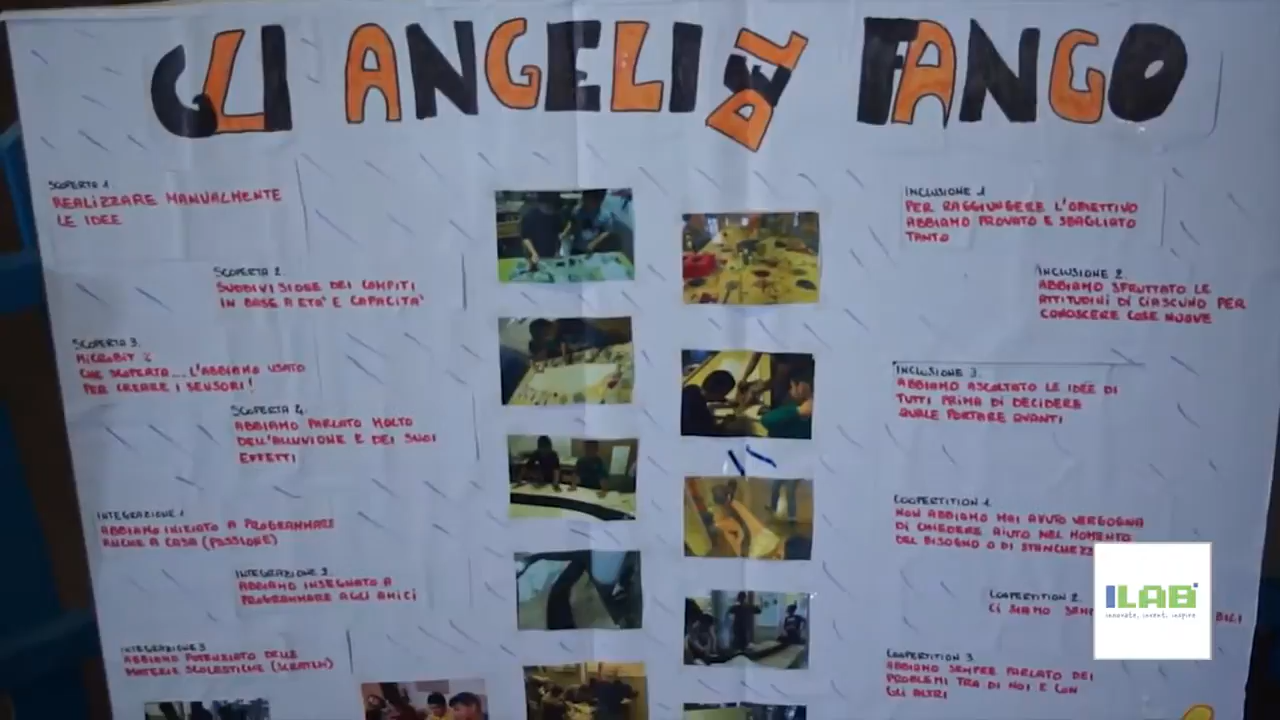 GLI ANGELI DEL FANGO
SCOPERTA 1.
REALIZZARE MANUALMENTE
LE IDEE
SCOPERTA 2.
SUDDIVISIONE DEI COMPITI
IN BASE A ETA' E CAPACITA'
SCOPERTA 3.
MICROBIT :
CHE SCOPERTA....L'ABBIAMO USATO
PER CREARE I SENSORI!
SCOPERTA 4.
ABBIAMO PARLATO MOLTO
DELL'ALLUVIONE E DEI SUOI
EFFETTI
INTEGRAZIONE 1
ABBIAMO INIZIATO A PROGRAMMARE
ANCHE A CASA (PASSIONE)
INTEGRAZIONE 2.
ABBIAMO INSEGNATO A
PROGRAMMARE AGLI AMICI
INTEGRAZIONE 3
ABBIAMO POTENZIATO DELLE
MATERIE SCOLASTICHE (SCRATCH)
INCLUSIONE 1
PER RAGGIUNGERE L'OBIETTIVO
ABBIAMO PROVATO E SBAGLIATO
TANTO
INCLUSIONE 2.
ABBIAMO SFRUTTATO LE
ATTITUDINI DI CIASCUNO PER
CONOSCERE COSE NUOVE
INCLUSIONE 3.
ABBIAMO ASCOLTATO LE IDEE DI
TUTTI PRIMA DI DECIDERE
QUALE PORTARE AVANTI
COOPERTITION 1.
NON ABBIAMO MAI AVUTO VERGOGNA
DI CHIEDERE AIUTO NEL MOMENTO
DEL BISOGNO O DI STANCHEZZ
COOPERTITION 2.
CI SIAMO
COOPERTITION 3.
ABBIAMO SEMPRE PARLATO DEI
PROBLEMI TRA DI NOI E CON
GLI ALTRI
ILAB
innovate, invent, inspire